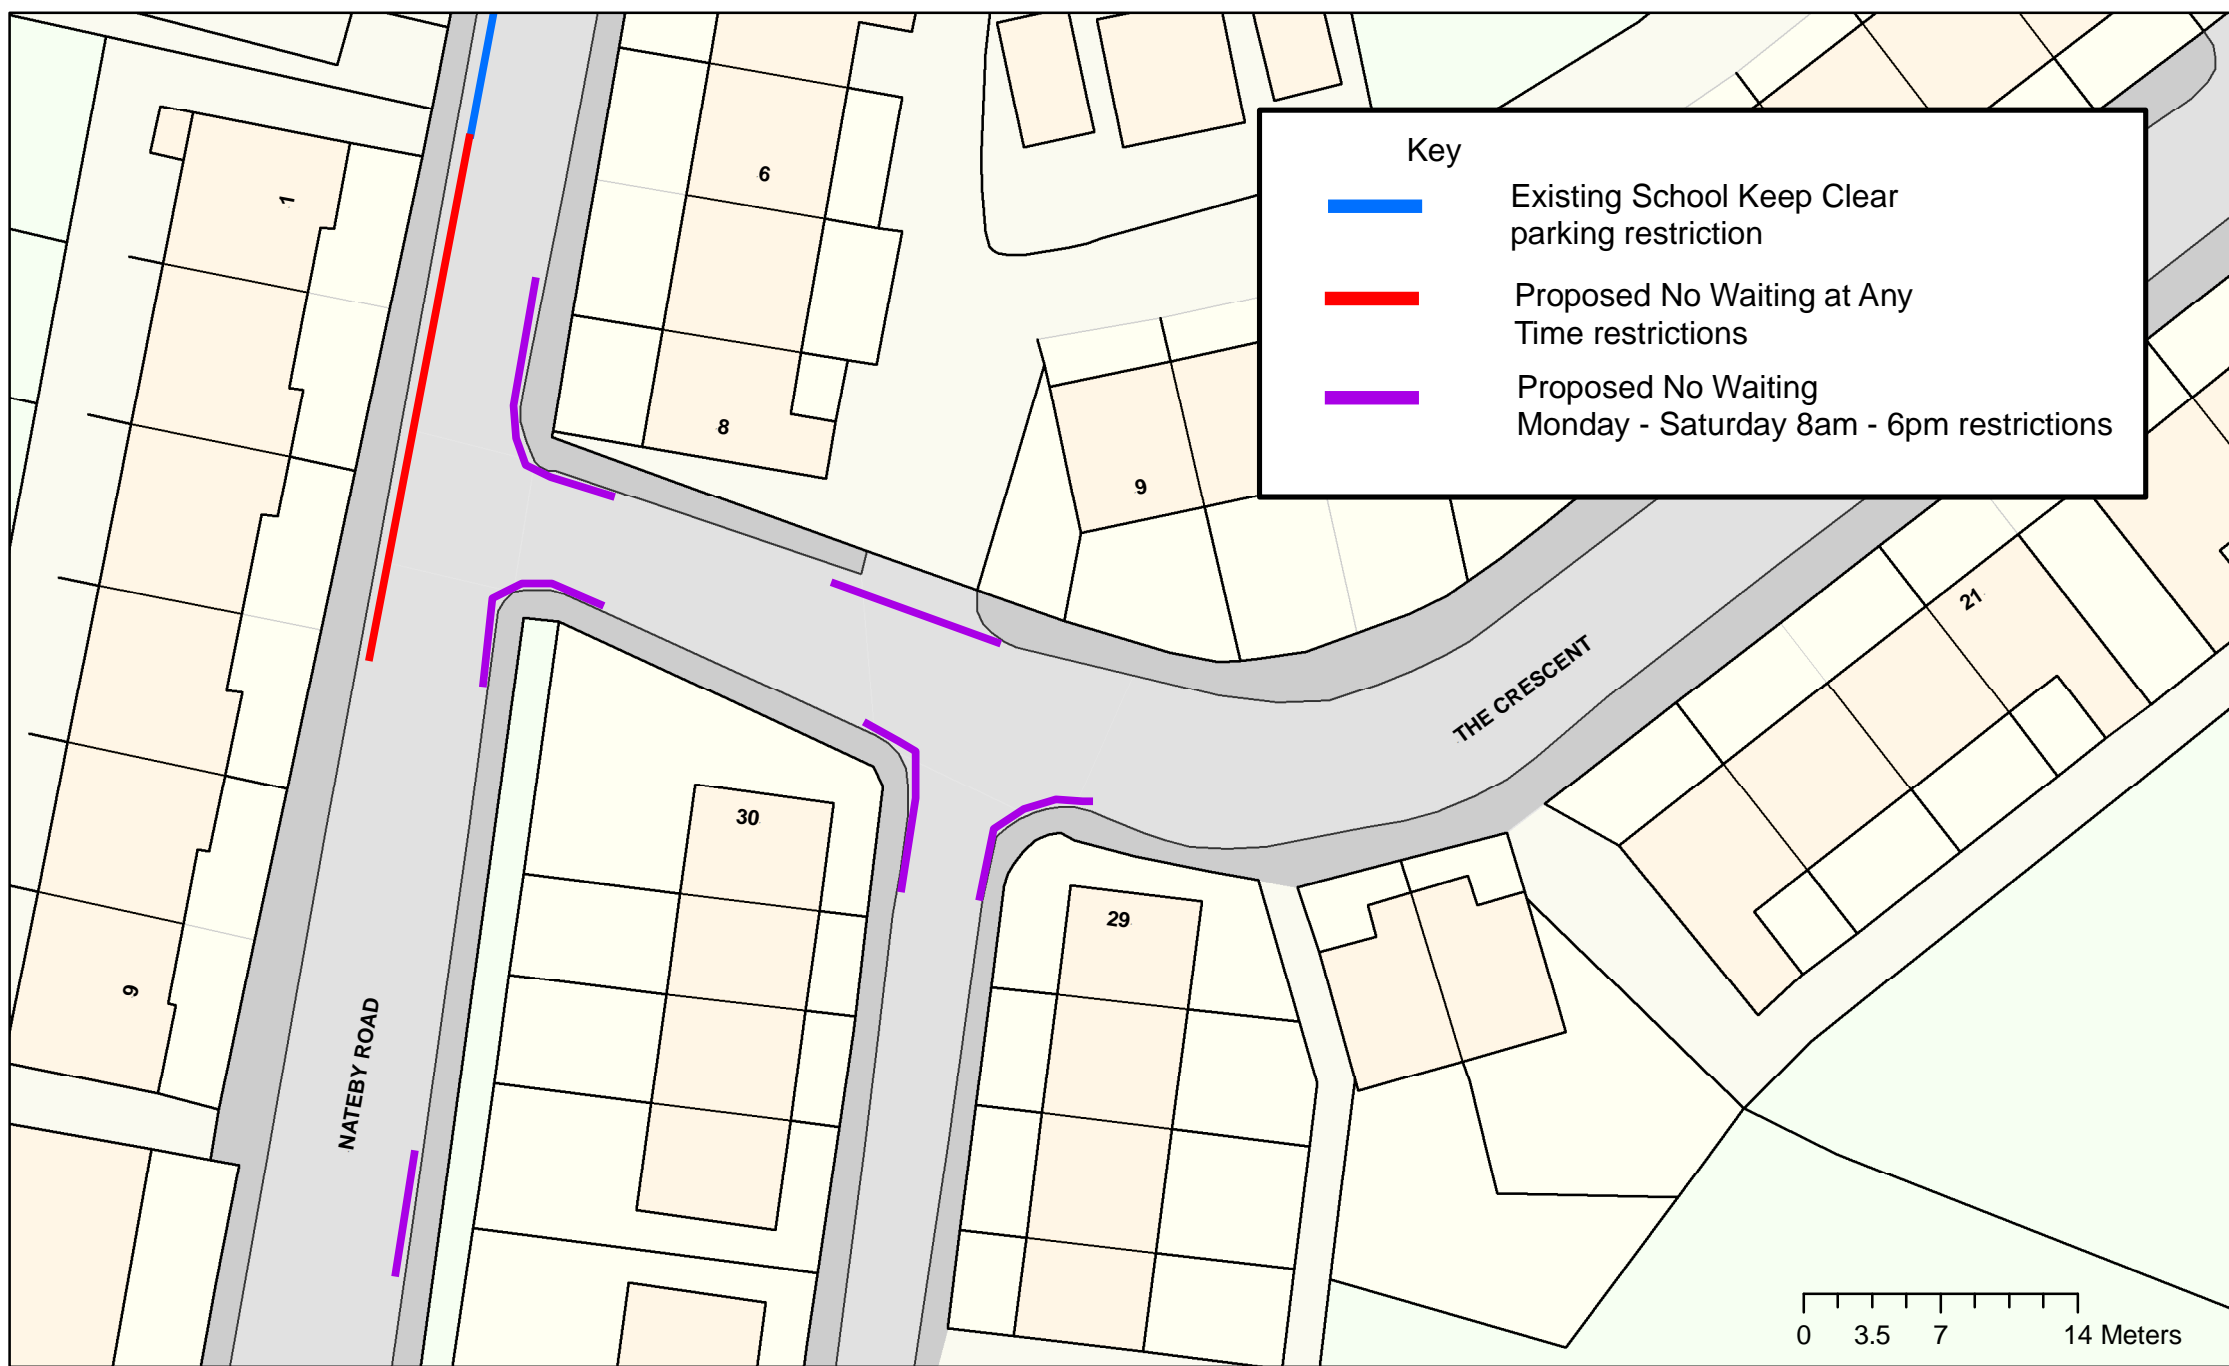 Key
Existing School Keep Clear
parking restriction
Proposed No Waiting at Any
Time restrictions
Proposed No Waiting
Monday - Saturday 8am - 6pm restrictions
1
6
8
9
21
THE CRESCENT
30
29
9
NATEBY ROAD
0 3.5 7 14 Meters